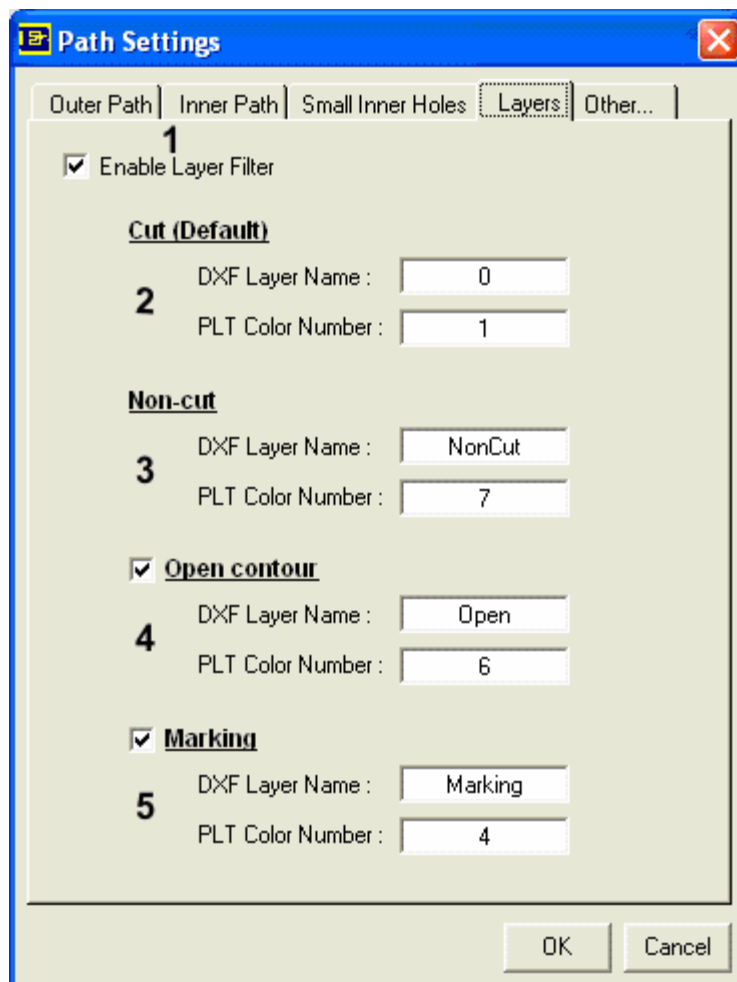 Path Settings
Outer Path Inner Path Small Inner Holes Layers Other...
1
Enable Layer Filter
Cut (Default)
2
DXF Layer Name : 0
PLT Color Number : 1
Non-cut
3
DXF Layer Name : NonCut
PLT Color Number : 7
Open contour
4
DXF Layer Name : Open
PLT Color Number : 6
Marking
5
DXF Layer Name : Marking
PLT Color Number : 4
OK Cancel